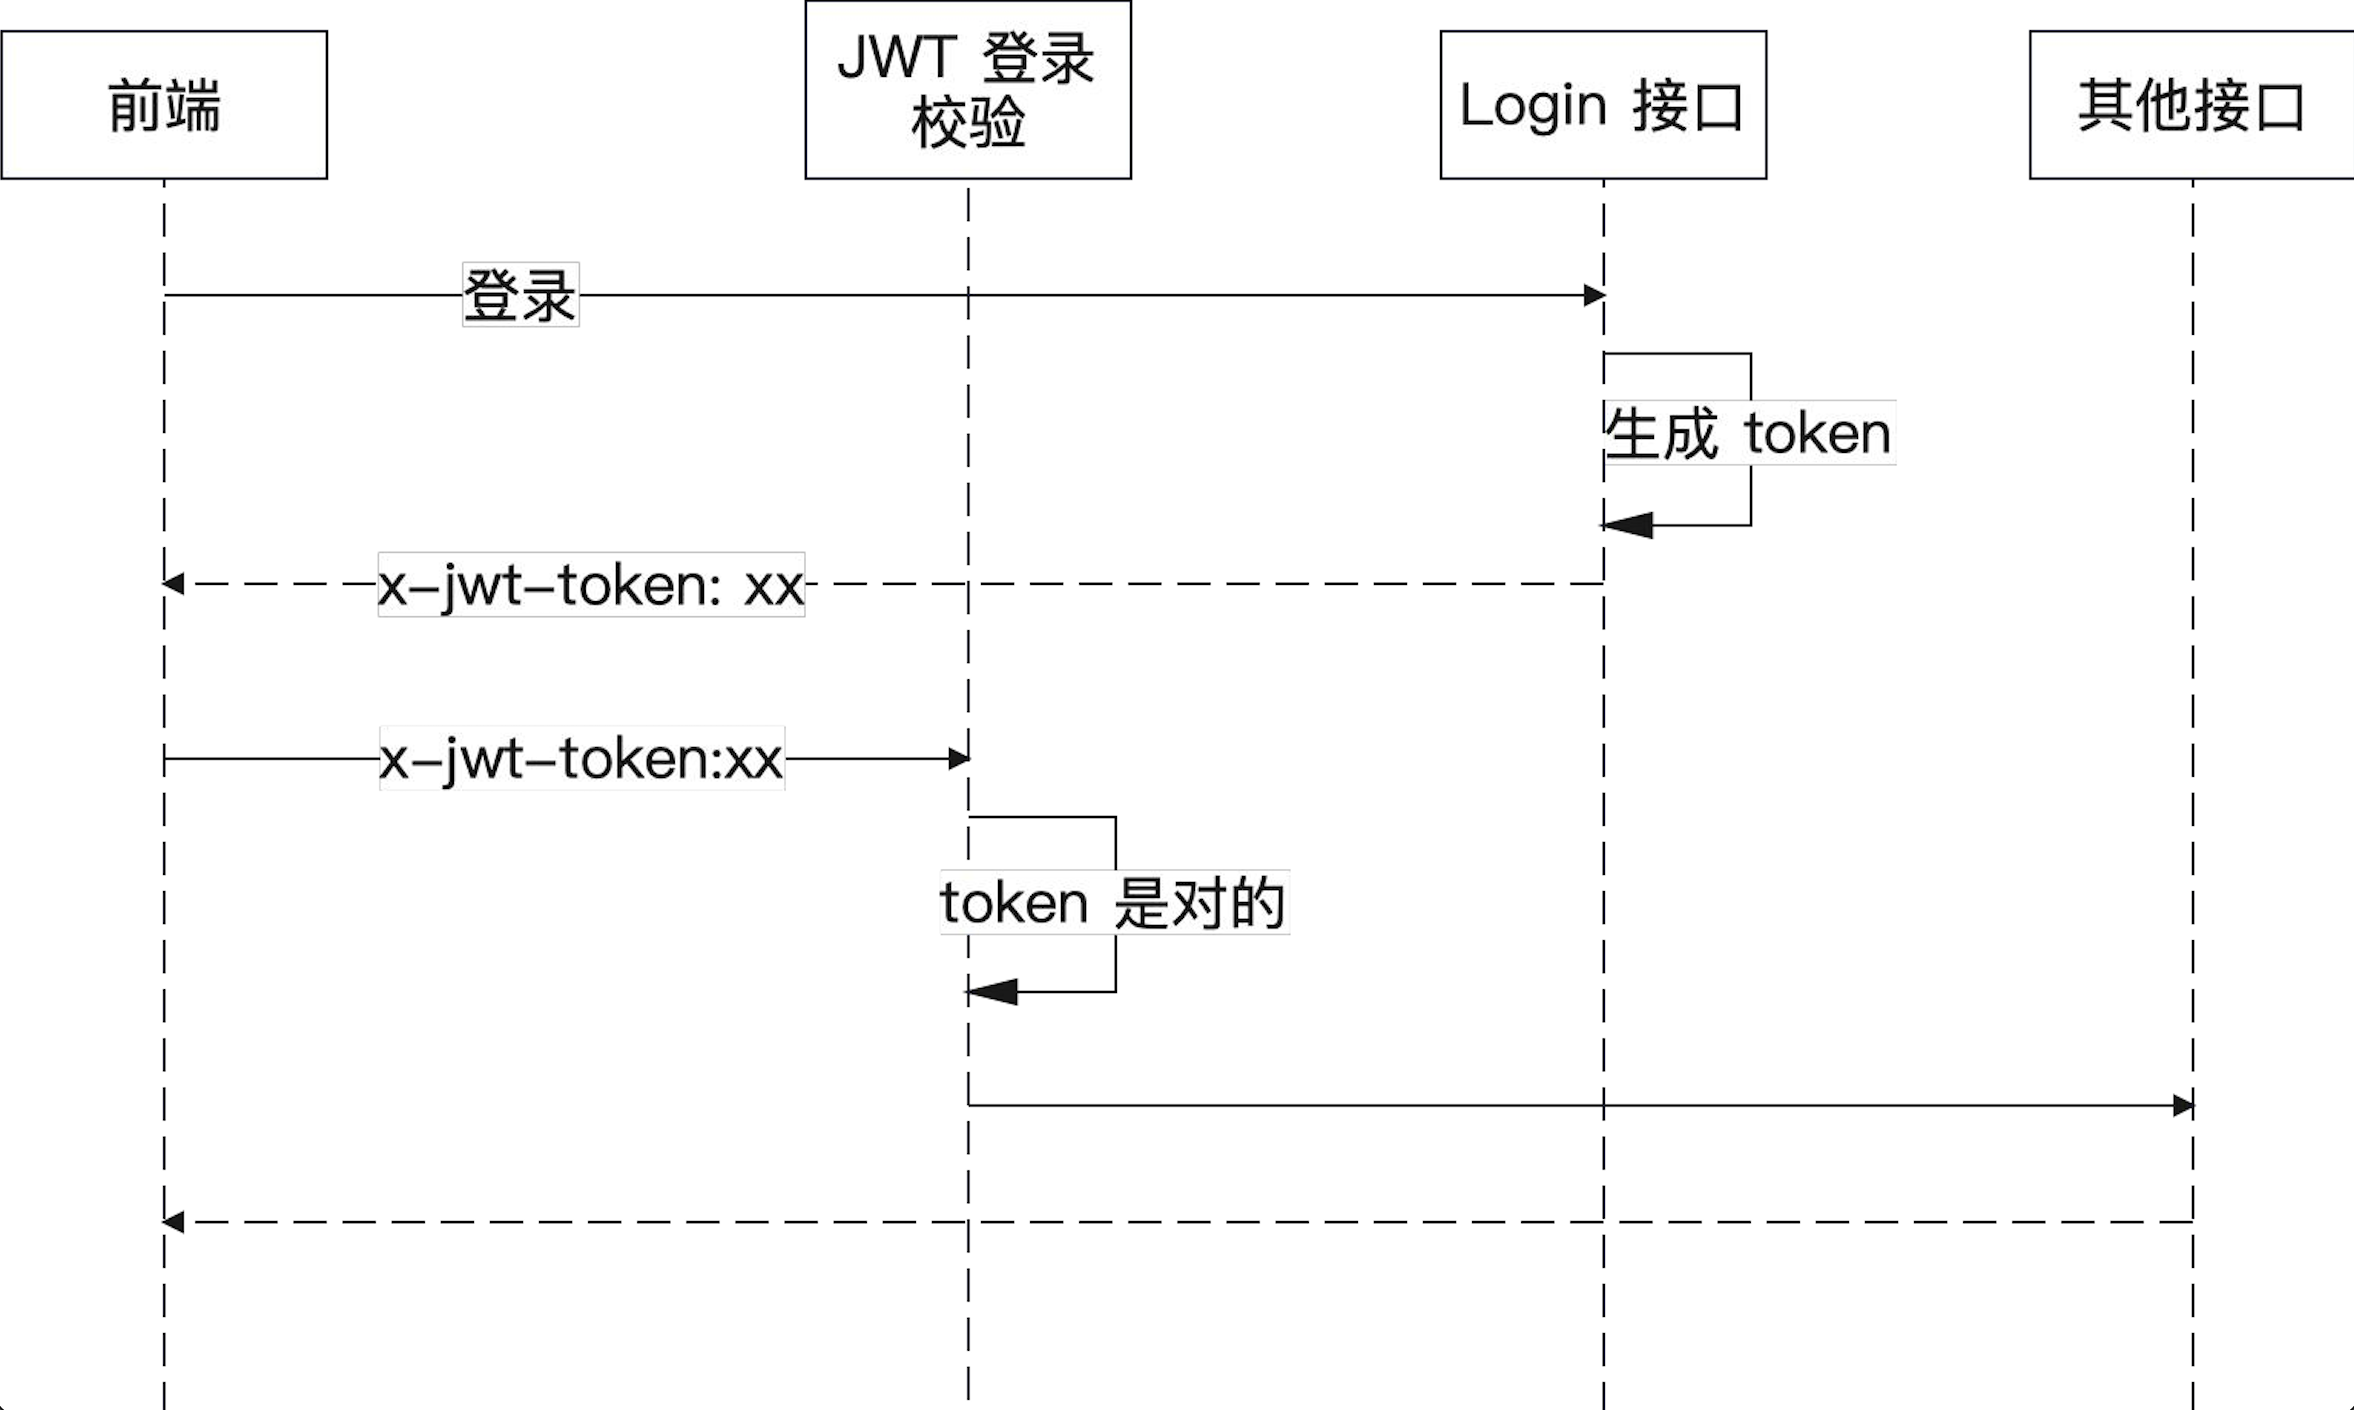 前端
JWT 登录
校验
Login 接口
其他接口
登录
生成 token
x-jwt-token: xx
x-jwt-token:xx
token 是对的